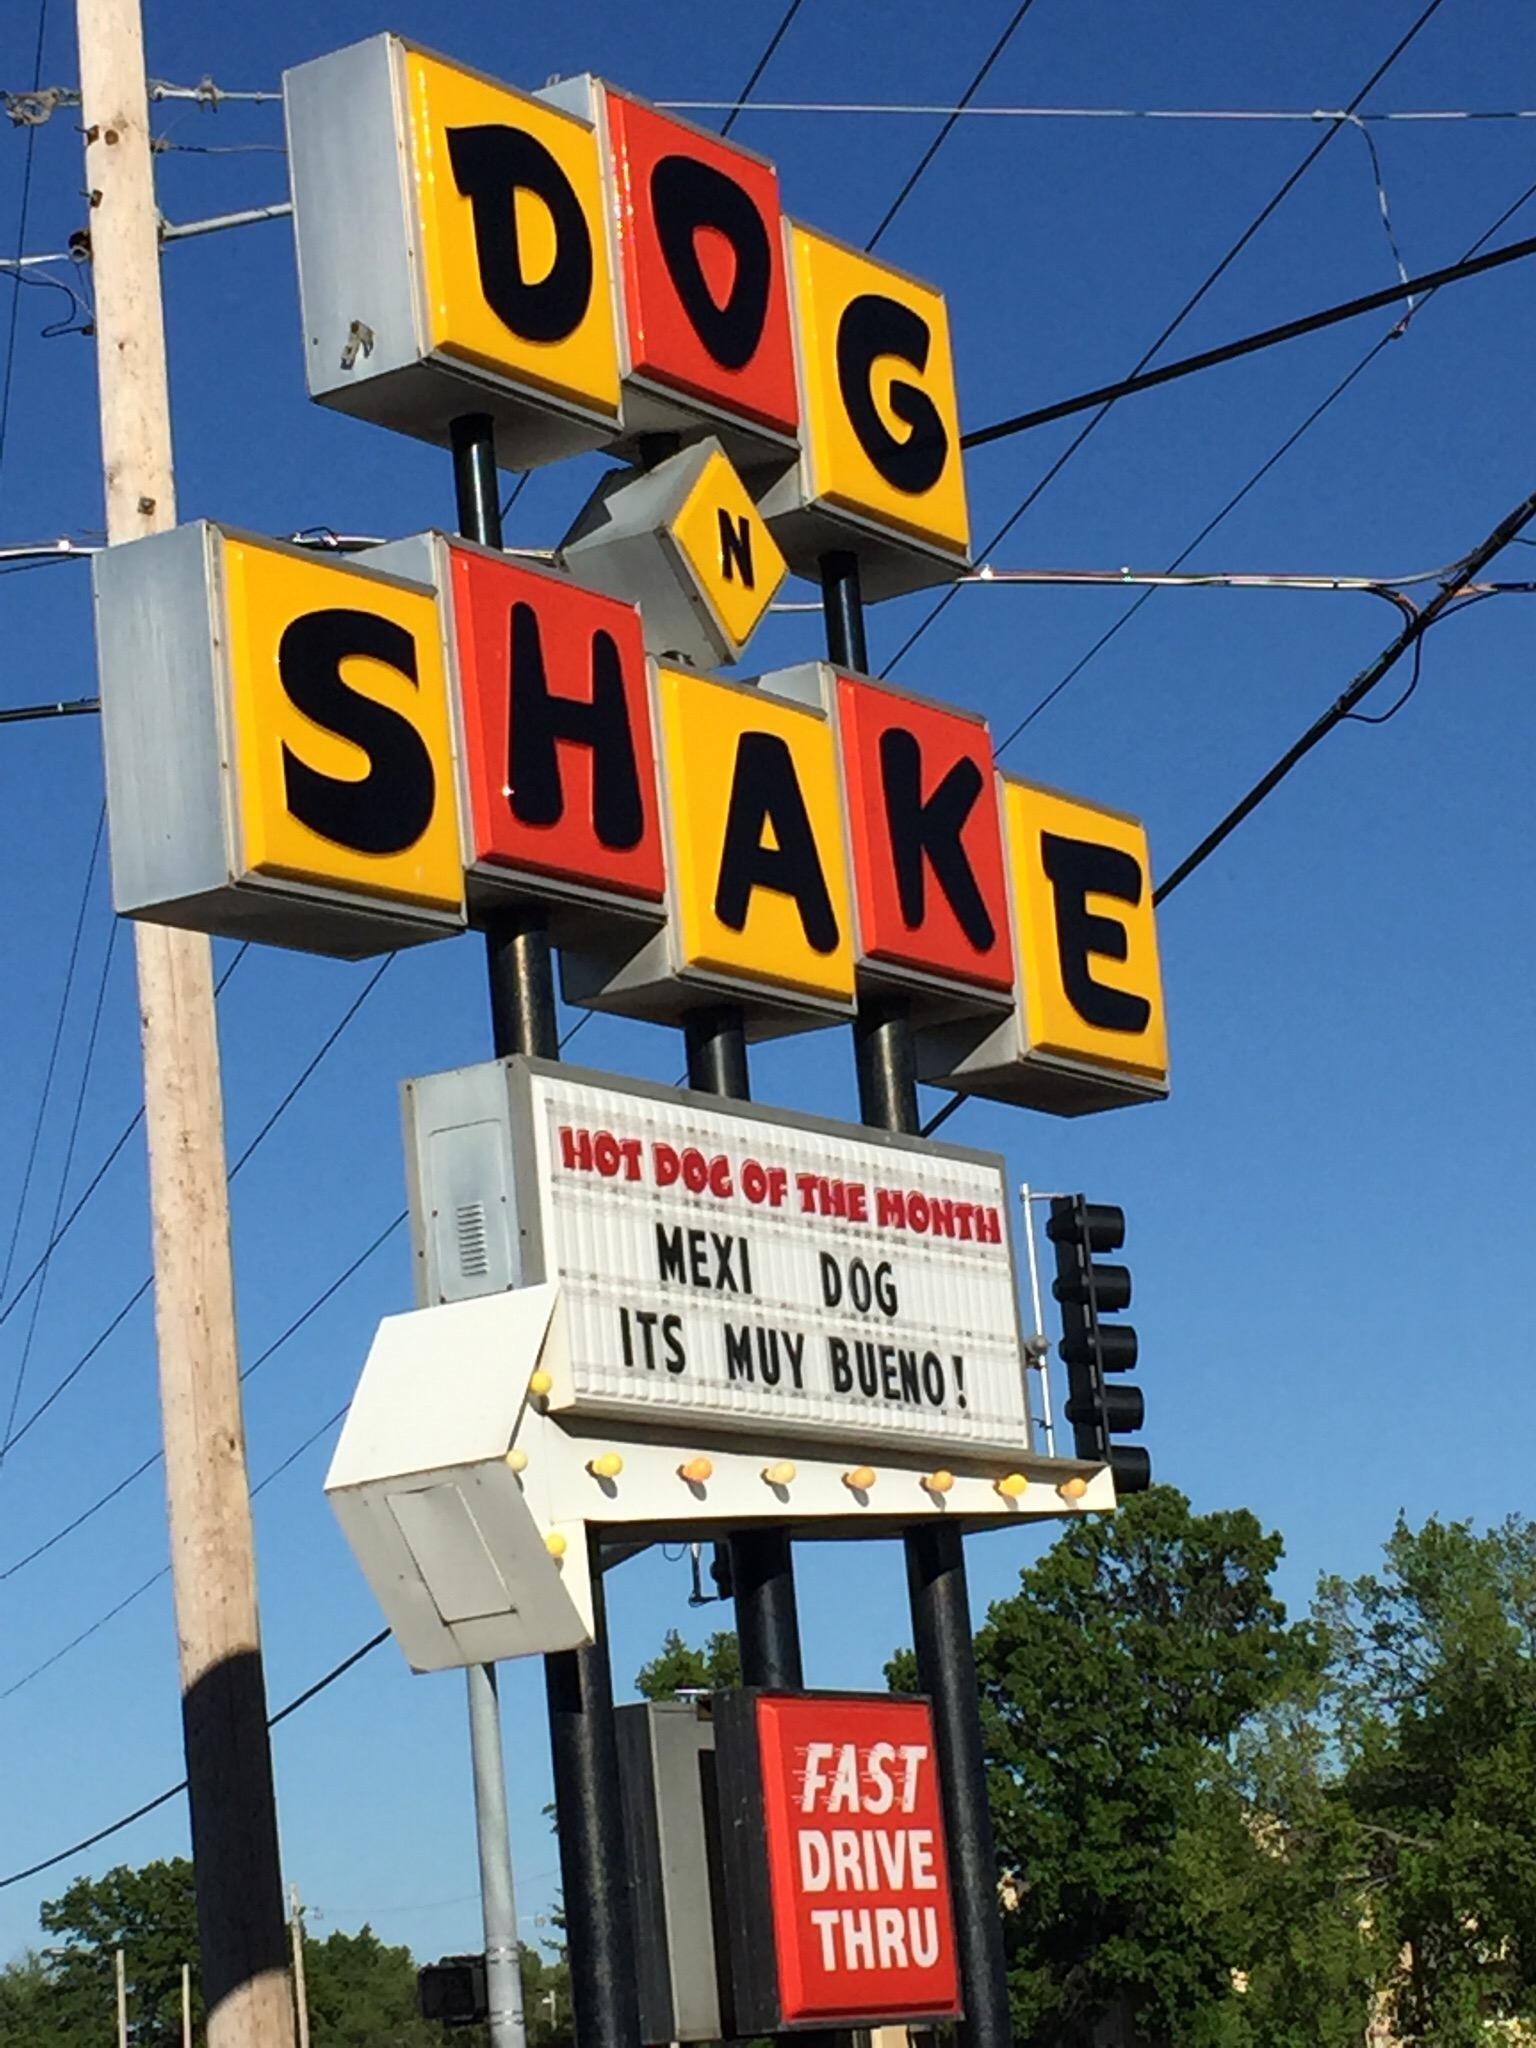 DOG
N
SHAKE
HOT DOG OF THE MONTH
MEXI DOG
ITS MUY BUENO!
FAST
DRIVE
THRU